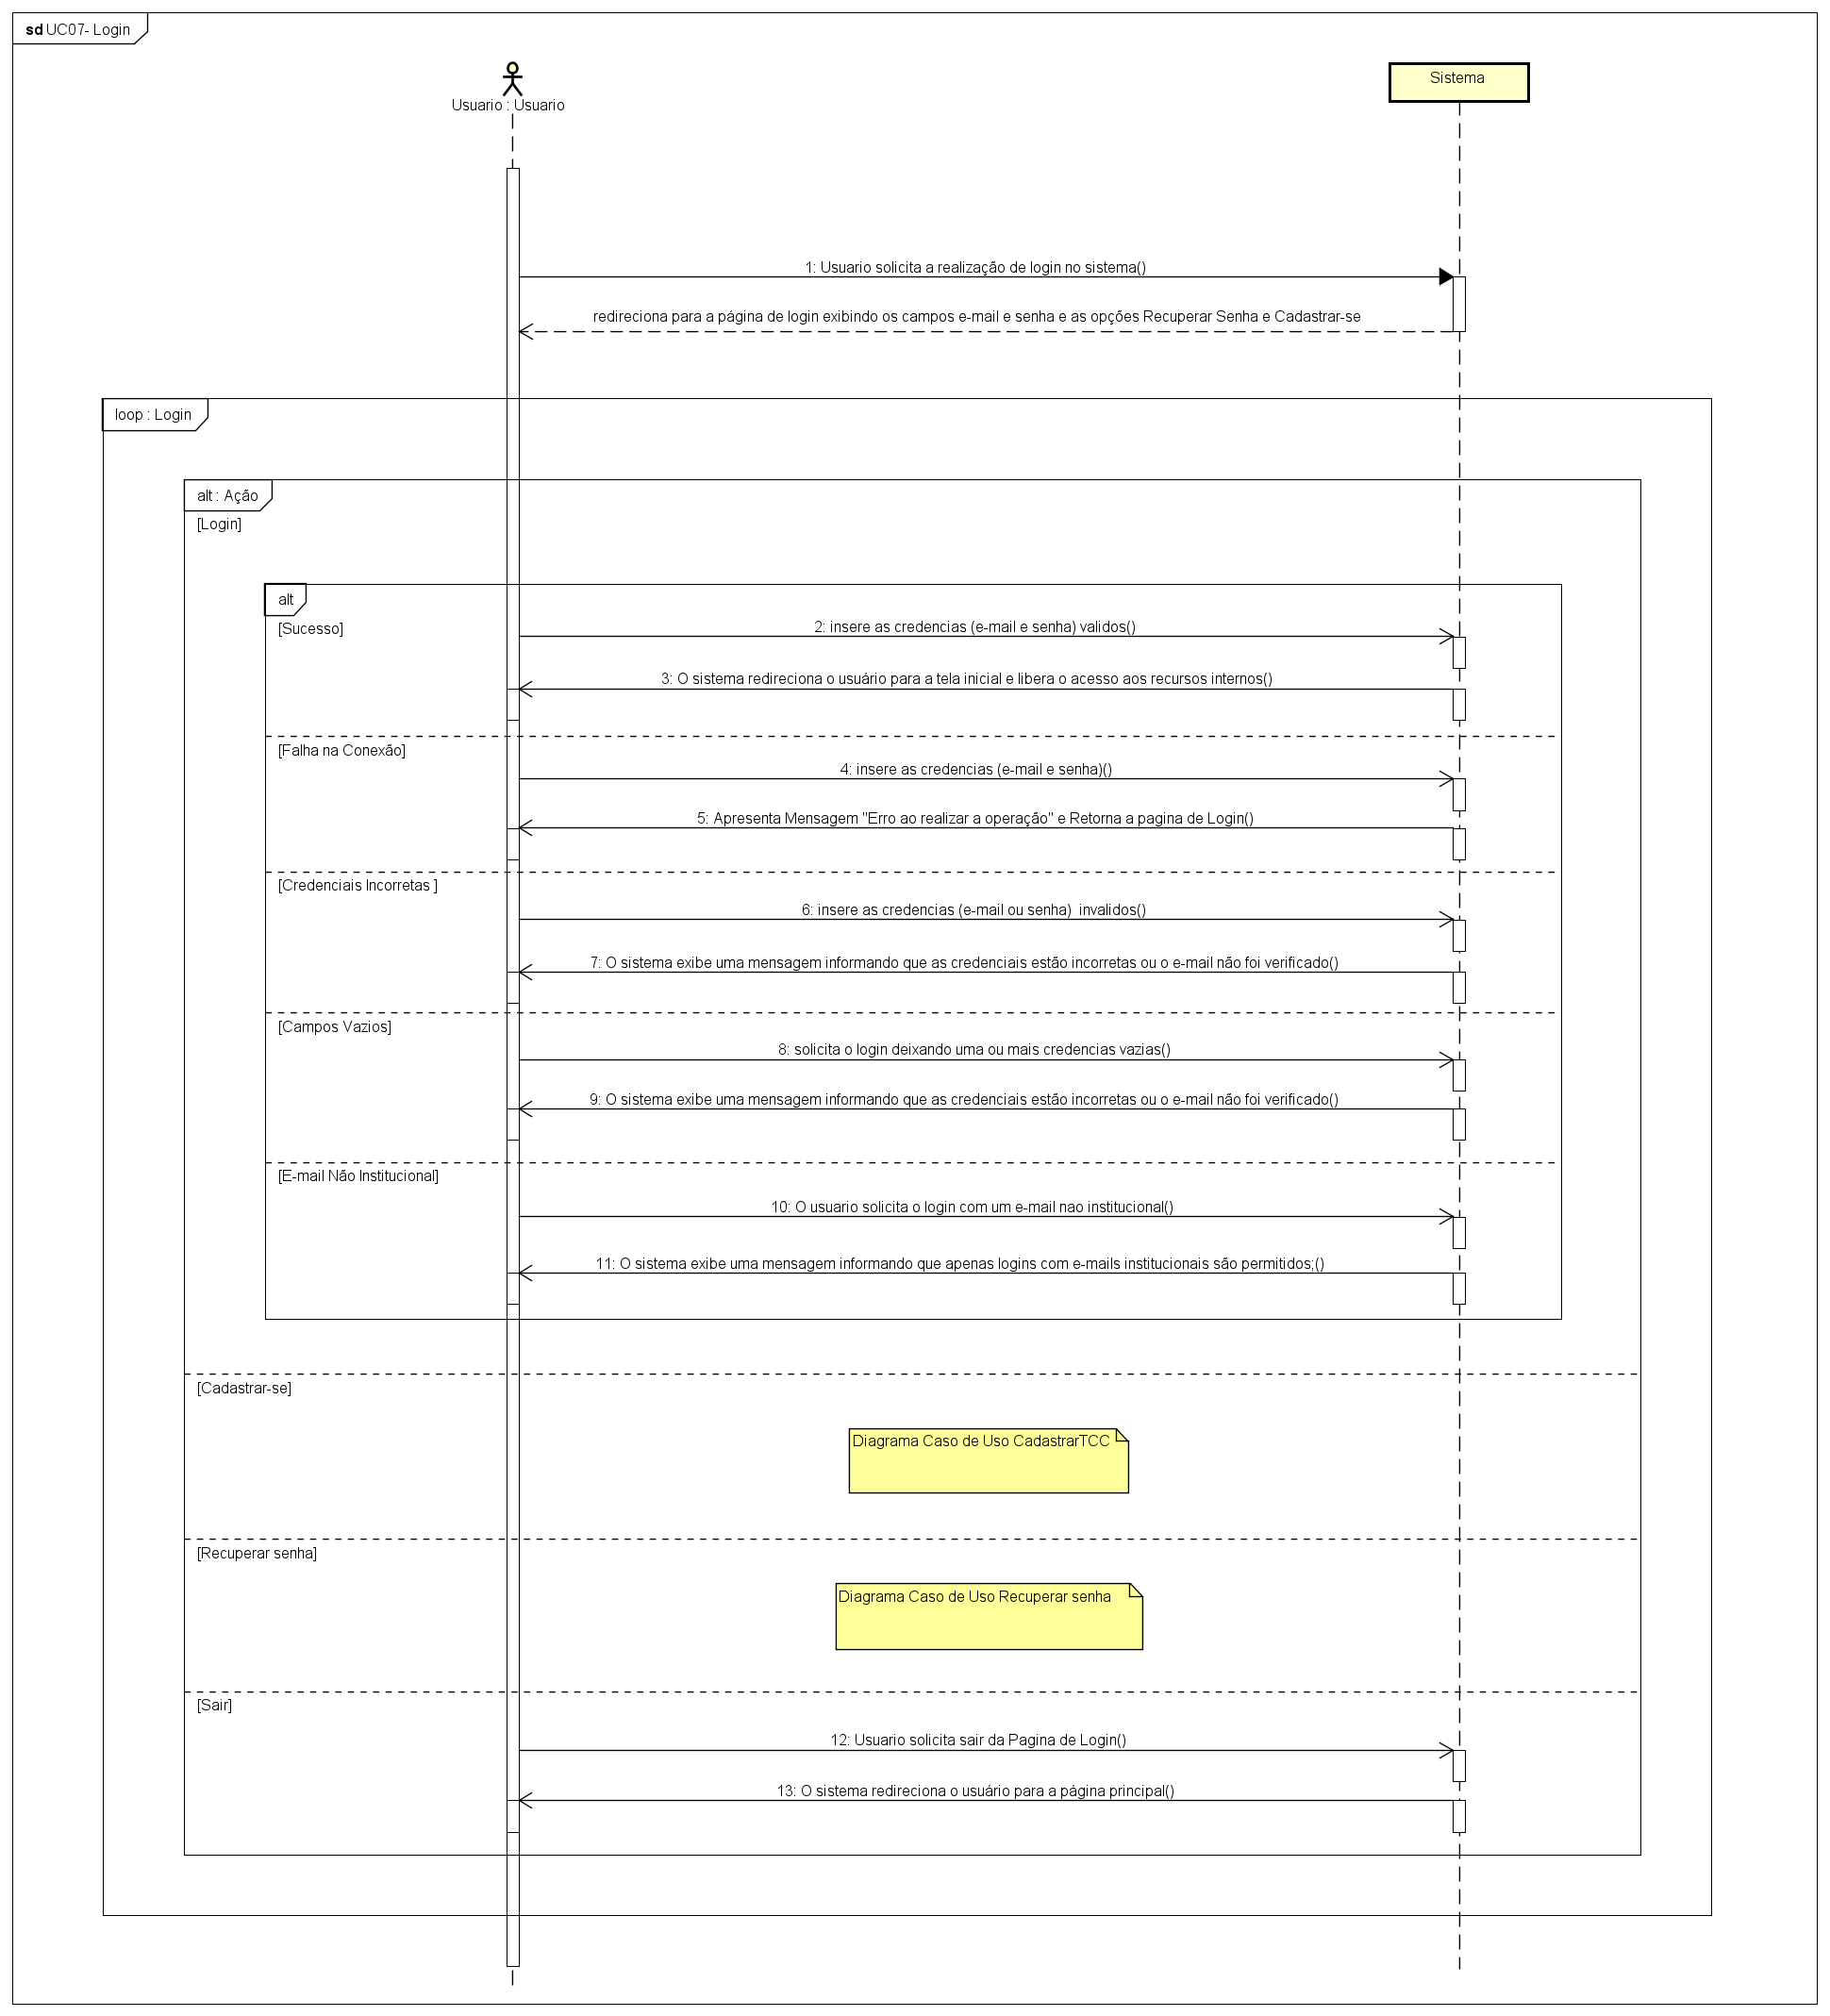 sd UC07- Login
Usuario : Usuario
Sistema
1: Usuario solicita a realização de login no sistema()
redireciona para a página de login exibindo os campos e-mail e senha e as opções Recuperar Senha e Cadastrar-se
loop : Login
alt : Ação
[Login]
alt
[Sucesso]
2: insere as credencias (e-mail e senha) validos()
3: O sistema redireciona o usuário para a tela inicial e libera o acesso aos recursos internos()
[Falha na Conexão]
4: insere as credencias (e-mail e senha)()
5: Apresenta Mensagem "Erro ao realizar a operação" e Retorna a pagina de Login()
[Credenciais Incorretas ]
6: insere as credencias (e-mail ou senha)  invalidos()
7: O sistema exibe uma mensagem informando que as credenciais estão incorretas ou o e-mail não foi verificado()
[Campos Vazios]
8: solicita o login deixando uma ou mais credencias vazias()
9: O sistema exibe uma mensagem informando que as credenciais estão incorretas ou o e-mail não foi verificado()
[E-mail Não Institucional]
10: O usuario solicita o login com um e-mail nao institucional()
11: O sistema exibe uma mensagem informando que apenas logins com e-mails institucionais são permitidos;()
[Cadastrar-se]
Diagrama Caso de Uso CadastrarTCC
[Recuperar senha]
Diagrama Caso de Uso Recuperar senha
[Sair]
12: Usuario solicita sair da Pagina de Login()
13: O sistema redireciona o usuário para a página principal()